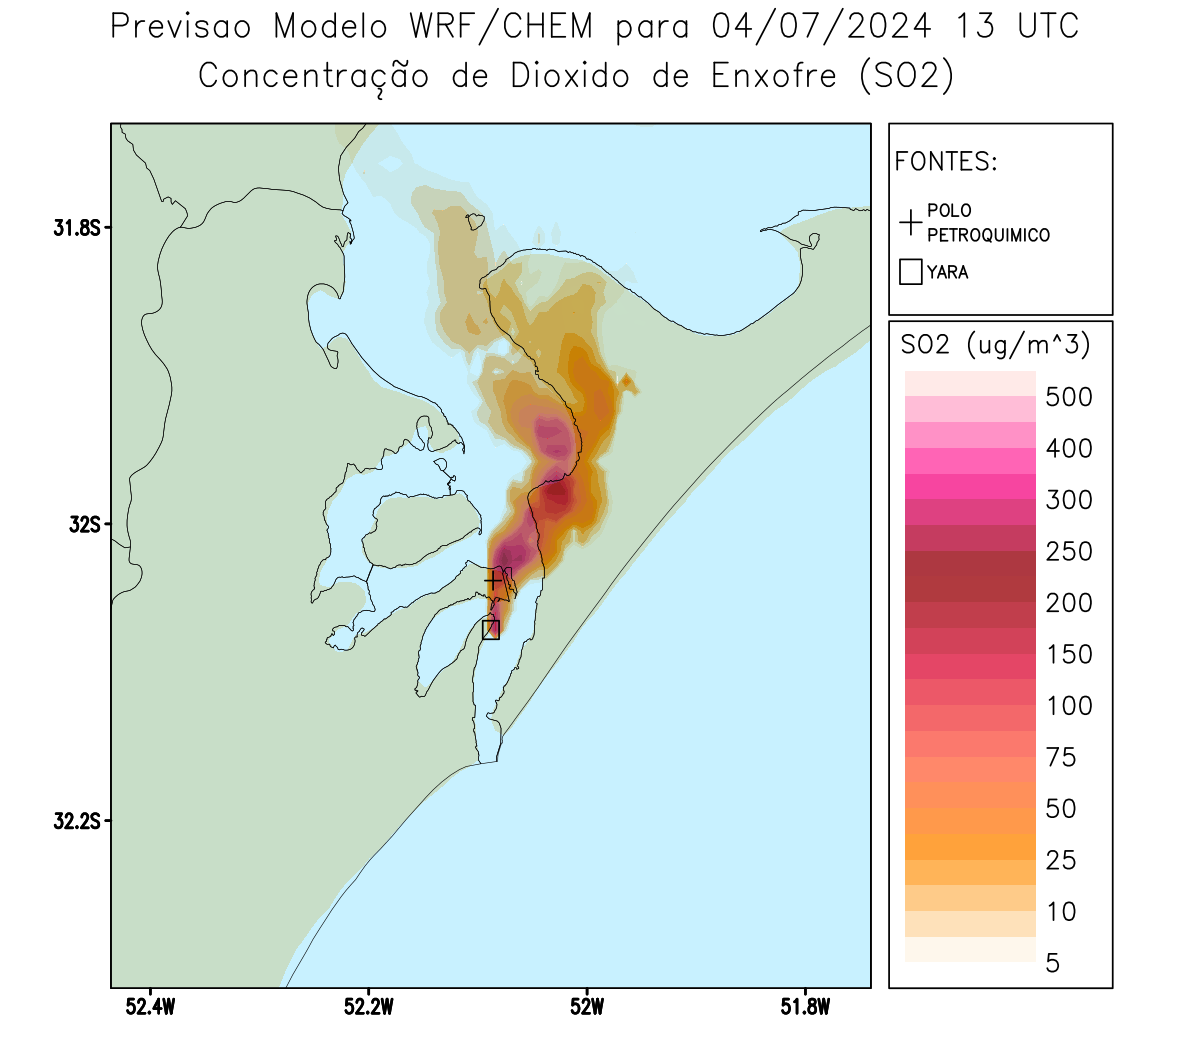 Previsao Modelo WRF/CHEM para 04/07/2024 13 UTC
Concentração de Dioxido de Enxofre (SO2)
FONTES:
POLO
PETROQUIMICO
YARA
31.8S
32S
32.2S
52.4W
52.2W
52W
51.8W
SO2 (ug/m^3)
500
400
300
250
200
150
100
75
50
25
10
5